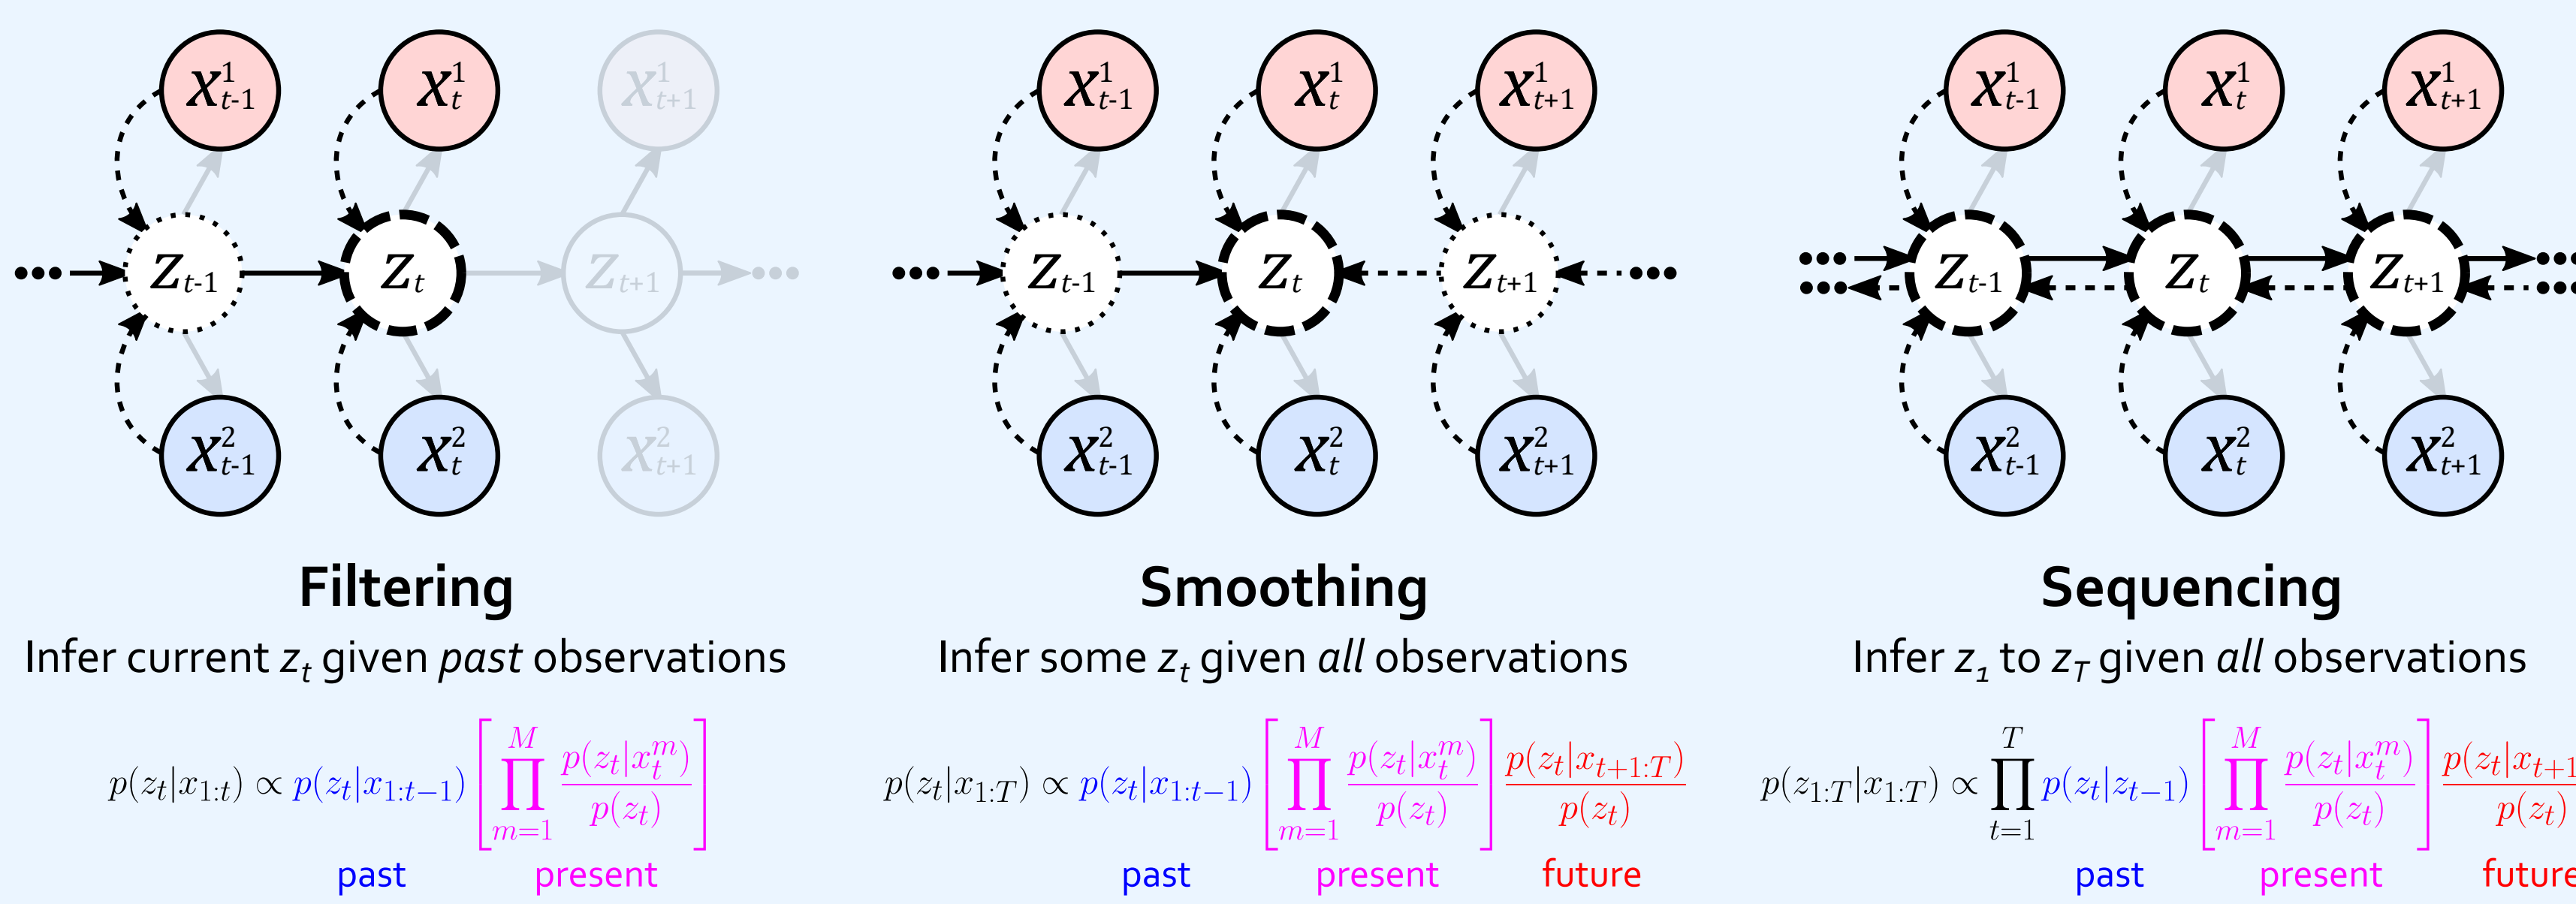 x^1_{t-1} x^1_t x^1_{t+1}
••• z_{t-1} z_t z_{t+1} •••
x^2_{t-1} x^2_t x^2_{t+1}
Filtering
Infer current z_t given past observations
p(z_t|x_{1:t}) ∝ p(z_t|x_{1:t−1}) [∏_{m=1}^{M} p(z_t|x_t^m) / p(z_t)]
past present
x^1_{t-1} x^1_t x^1_{t+1}
••• z_{t-1} z_t z_{t+1} •••
x^2_{t-1} x^2_t x^2_{t+1}
Smoothing
Infer some z_t given all observations
p(z_t|x_{1:T}) ∝ p(z_t|x_{1:t−1}) [∏_{m=1}^{M} p(z_t|x_t^m) / p(z_t)] p(z_t|x_{t+1:T}) / p(z_t)
past present future
x^1_{t-1} x^1_t x^1_{t+1}
••• z_{t-1} z_t z_{t+1} •••
x^2_{t-1} x^2_t x^2_{t+1}
Sequencing
Infer z_1 to z_T given all observations
p(z_{1:T}|x_{1:T}) ∝ ∏_{t=1}^{T} p(z_t|z_{t−1}) [∏_{m=1}^{M} p(z_t|x_t^m) / p(z_t)] p(z_t|x_{t+1 / p(z_t)
past present future